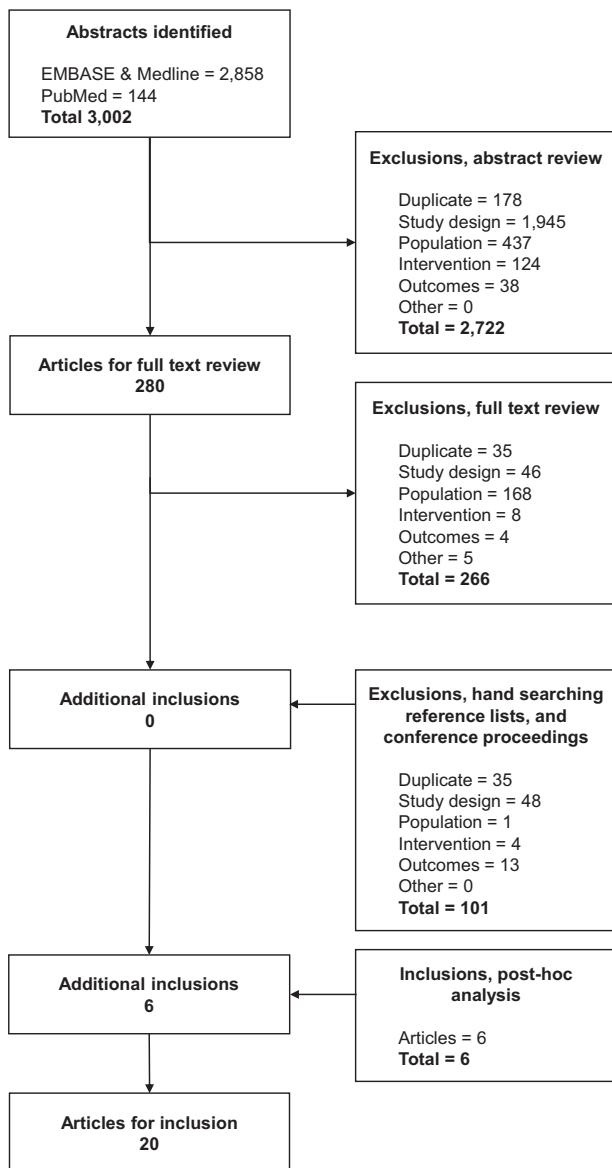 Abstracts identified
EMBASE & Medline = 2,858
PubMed = 144
Total 3,002
Exclusions, abstract review
Duplicate = 178
Study design = 1,945
Population = 437
Intervention = 124
Outcomes = 38
Other = 0
Total = 2,722
Articles for full text review
280
Exclusions, full text review
Duplicate = 35
Study design = 46
Population = 168
Intervention = 8
Outcomes = 4
Other = 5
Total = 266
Additional inclusions
0
Exclusions, hand searching
reference lists, and
conference proceedings
Duplicate = 35
Study design = 48
Population = 1
Intervention = 4
Outcomes = 13
Other = 0
Total = 101
Additional inclusions
6
Inclusions, post-hoc
analysis
Articles = 6
Total = 6
Articles for inclusion
20